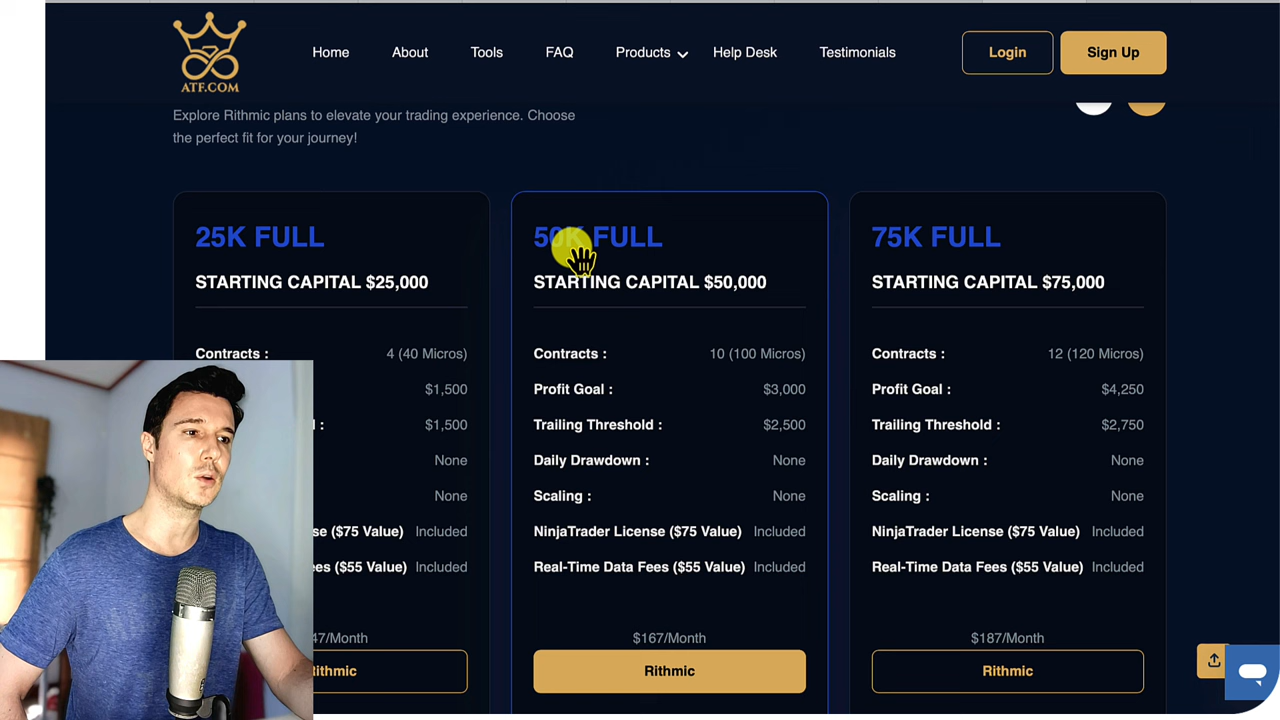 ATF.COM
Home About Tools FAQ Products Help Desk Testimonials Login Sign Up
Explore Rithmic plans to elevate your trading experience. Choose
the perfect fit for your journey!
25K FULL
STARTING CAPITAL $25,000
Contracts : 4 (40 Micros)
$1,500
: $1,500
None
None
($75 Value) Included
($55 Value) Included
/Month
50K FULL
STARTING CAPITAL $50,000
Contracts : 10 (100 Micros)
Profit Goal : $3,000
Trailing Threshold : $2,500
Daily Drawdown : None
Scaling : None
NinjaTrader License ($75 Value) Included
Real-Time Data Fees ($55 Value) Included
$167/Month
Rithmic
75K FULL
STARTING CAPITAL $75,000
Contracts : 12 (120 Micros)
Profit Goal : $4,250
Trailing Threshold : $2,750
Daily Drawdown : None
Scaling : None
NinjaTrader License ($75 Value) Included
Real-Time Data Fees ($55 Value) Included
$187/Month
Rithmic